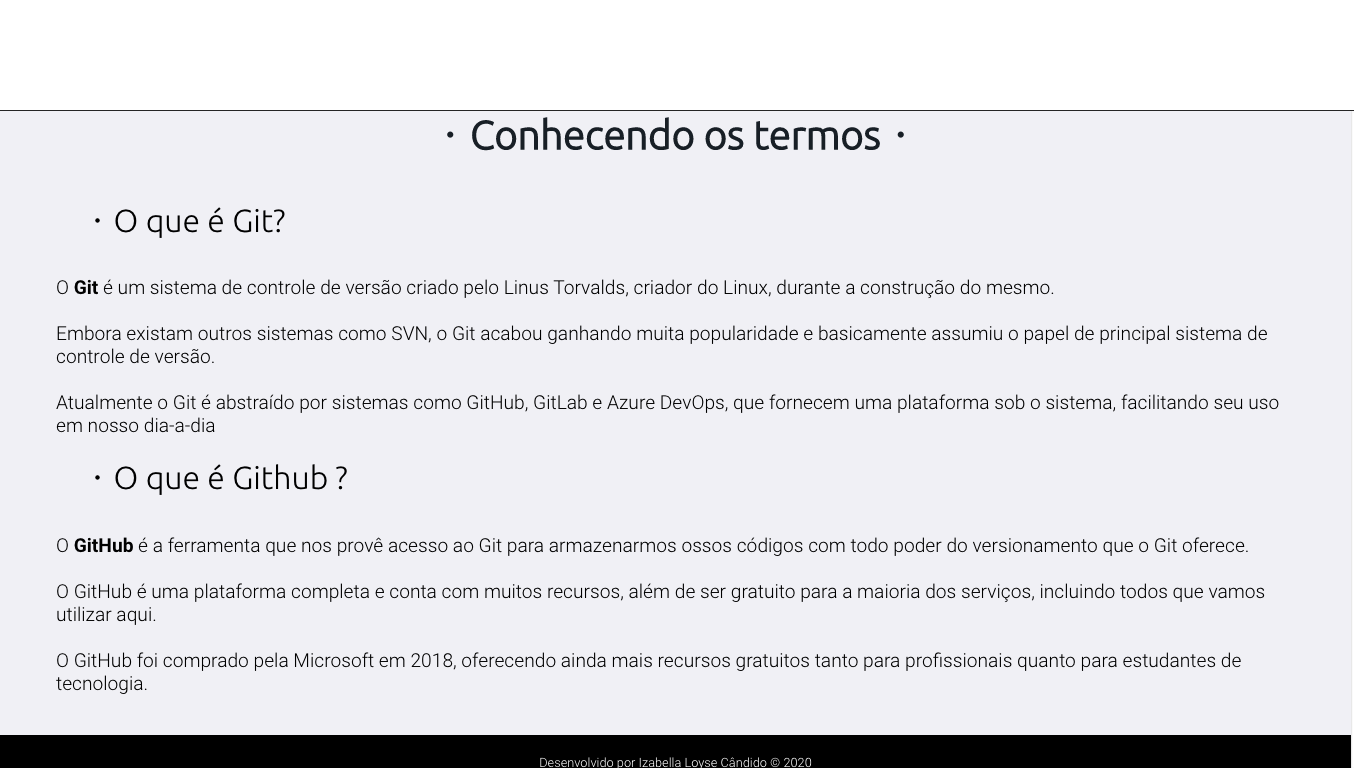 · Conhecendo os termos ·
· O que é Git?
O Git é um sistema de controle de versão criado pelo Linus Torvalds, criador do Linux, durante a construção do mesmo.
Embora existam outros sistemas como SVN, o Git acabou ganhando muita popularidade e basicamente assumiu o papel de principal sistema de
controle de versão.
Atualmente o Git é abstraído por sistemas como GitHub, GitLab e Azure DevOps, que fornecem uma plataforma sob o sistema, facilitando seu uso
em nosso dia-a-dia
· O que é Github ?
O GitHub é a ferramenta que nos provê acesso ao Git para armazenarmos ossos códigos com todo poder do versionamento que o Git oferece.
O GitHub é uma plataforma completa e conta com muitos recursos, além de ser gratuito para a maioria dos serviços, incluindo todos que vamos
utilizar aqui.
O GitHub foi comprado pela Microsoft em 2018, oferecendo ainda mais recursos gratuitos tanto para profissionais quanto para estudantes de
tecnologia.
Desenvolvido por Izabella Loyse Cândido © 2020